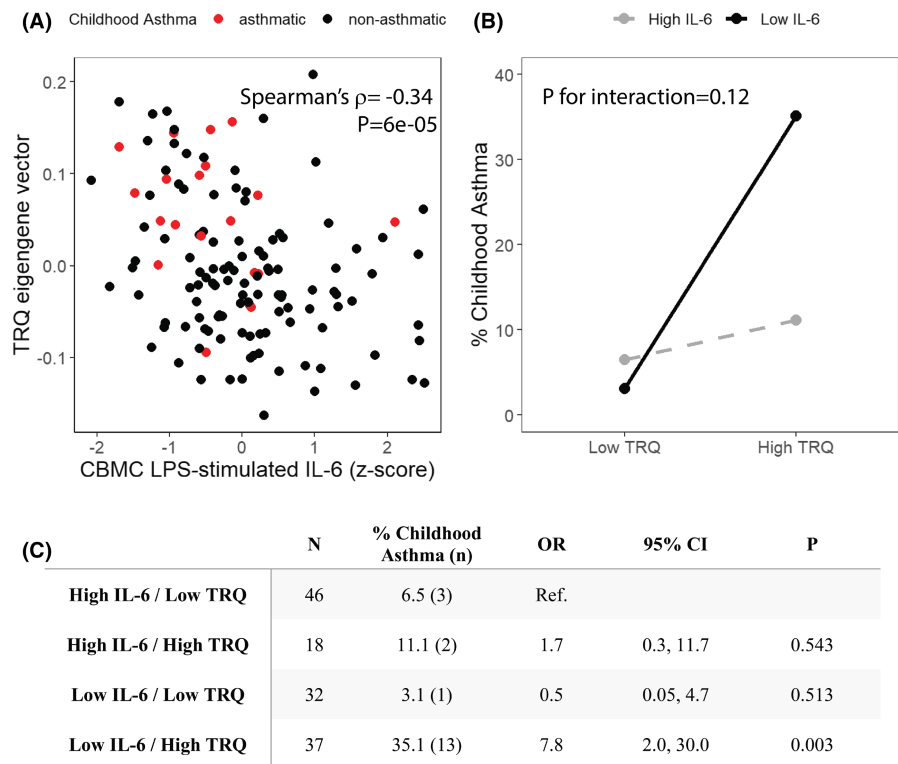 (A) Childhood Asthma asthmatic non-asthmatic
Spearman's ρ= -0.34
P=6e-05
TRQ eigengene vector
0.2
0.1
0.0
-0.1
-2 -1 0 1 2
CBMC LPS-stimulated IL-6 (z-score)
(B) High IL-6 Low IL-6
P for interaction=0.12
% Childhood Asthma
40
30
20
10
0
Low TRQ High TRQ
(C)
N % Childhood Asthma (n) OR 95% CI P
High IL-6 / Low TRQ 46 6.5 (3) Ref.
High IL-6 / High TRQ 18 11.1 (2) 1.7 0.3, 11.7 0.543
Low IL-6 / Low TRQ 32 3.1 (1) 0.5 0.05, 4.7 0.513
Low IL-6 / High TRQ 37 35.1 (13) 7.8 2.0, 30.0 0.003